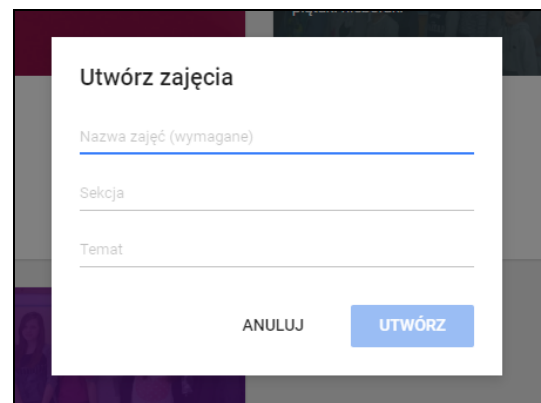 Utwórz zajęcia
Nazwa zajęć (wymagane)
Sekcja
Temat
ANULUJ
UTWÓRZ